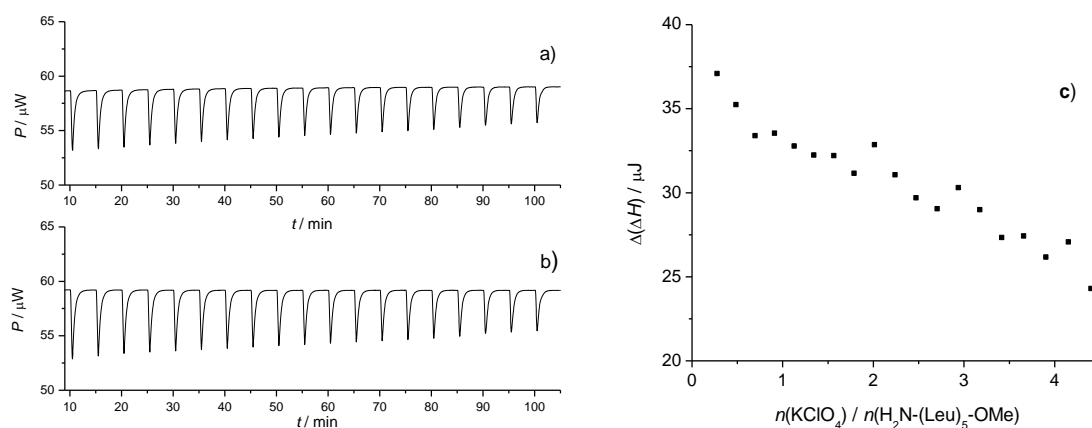 65
60
55
50
P / μW
a)
10 20 30 40 50 60 70 80 90 100
t / min
65
60
55
50
P / μW
b)
10 20 30 40 50 60 70 80 90 100
t / min
40
35
30
25
20
Δ(ΔH) / μJ
c)
0 1 2 3 4
n(KClO₄) / n(H₂N-(Leu)₅-OMe)